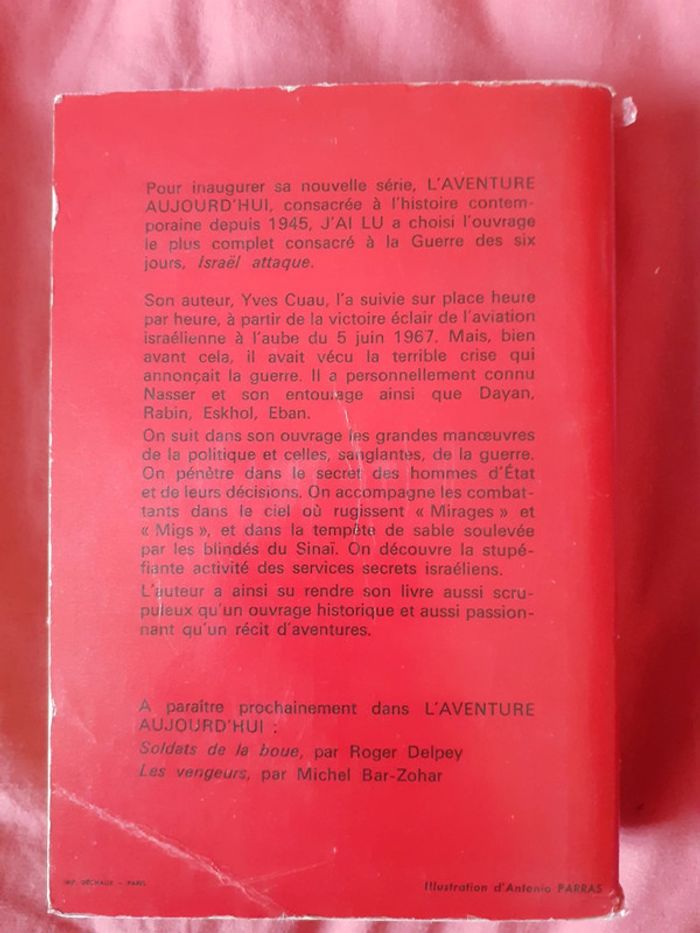 Pour inaugurer sa nouvelle série, L'AVENTURE
AUJOURD'HUI, consacrée à l'histoire contem-
poraine depuis 1945, J'AI LU a choisi l'ouvrage
le plus complet consacré à la Guerre des six
jours, Israël attaque.
Son auteur, Yves Cuau, l'a suivie sur place heure
par heure, à partir de la victoire éclair de l'aviation
israélienne à l'aube du 5 juin 1967. Mais, bien
avant cela, il avait vécu la terrible crise qui
annonçait la guerre. Il a personnellement connu
Nasser et son entourage ainsi que Dayan,
Rabin, Eskhol, Eban.
On suit dans son ouvrage les grandes manœuvres
de la politique et celles, sanglantes, de la guerre.
On pénètre dans le secret des hommes d'État
et de leurs décisions. On accompagne les combat-
tants dans le ciel où rugissent « Mirages » et
« Migs », et dans la tempête de sable soulevée
par les blindés du Sinaï. On découvre la stupé-
fiante activité des services secrets israéliens.
L'auteur a ainsi su rendre son livre aussi scru-
puleux qu'un ouvrage historique et aussi passion-
nant qu'un récit d'aventures.
A paraître prochainement dans L'AVENTURE
AUJOURD'HUI :
Soldats de la boue, par Roger Delpey
Les vengeurs, par Michel Bar-Zohar
IMP. DÉCHAUX – PARIS
Illustration d'Antonio PARRAS